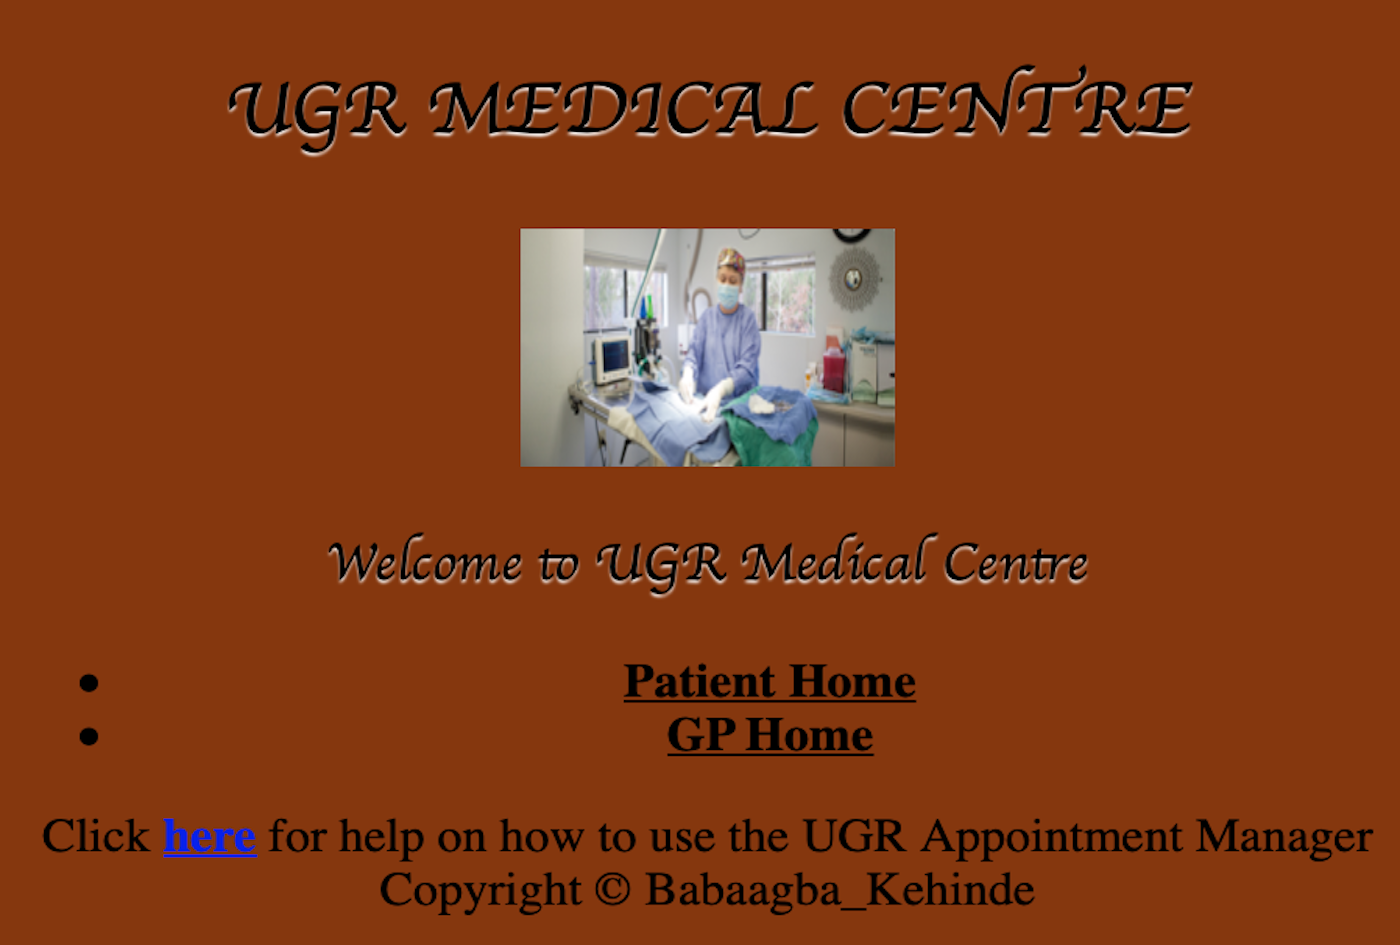 UGR MEDICAL CENTRE
Welcome to UGR Medical Centre
• Patient Home
• GP Home
Click here for help on how to use the UGR Appointment Manager
Copyright © Babaagba_Kehinde